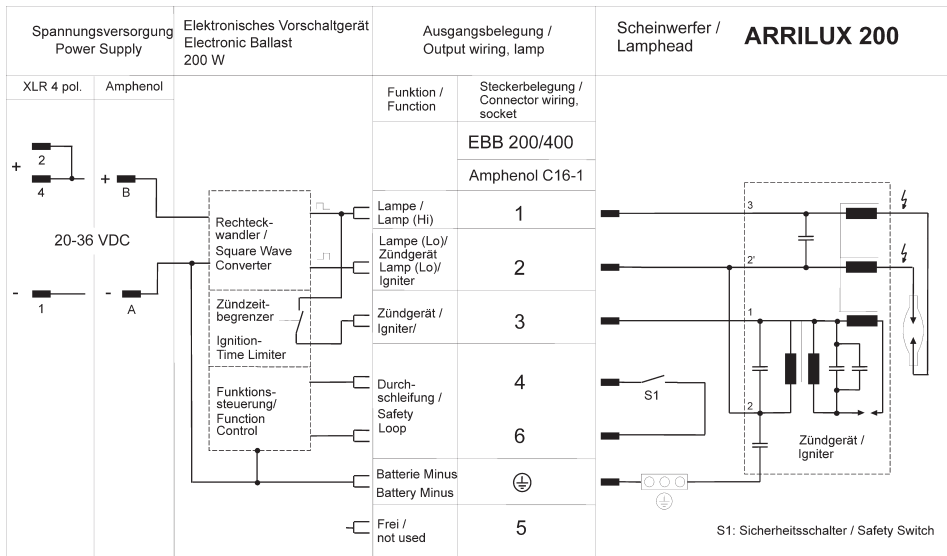 Spannungsversorgung
Power Supply
Elektronisches Vorschaltgerät
Electronic Ballast
200 W
Ausgangsbelegung /
Output wiring, lamp
Scheinwerfer /
Lamphead
ARRILUX 200
XLR 4 pol.
Amphenol
Funktion /
Function
Steckerbelegung /
Connector wiring,
socket
EBB 200/400
Amphenol C16-1
+
2
4
+
B
20-36 VDC
-
1
-
A
Rechteck-
wandler /
Square Wave
Converter
Zündzeit-
begrenzer
Ignition-
Time Limiter
Funktions-
steuerung/
Function
Control
Lampe /
Lamp (Hi)
1
Lampe (Lo)/
Zündgerät
Lamp (Lo)/
Igniter
2
Zündgerät /
Igniter/
3
Durch-
schleifung /
Safety
Loop
4
6
Batterie Minus
Battery Minus
Frei /
not used
5
3
2'
1
2
S1
Zündgerät /
Igniter
S1: Sicherheitsschalter / Safety Switch